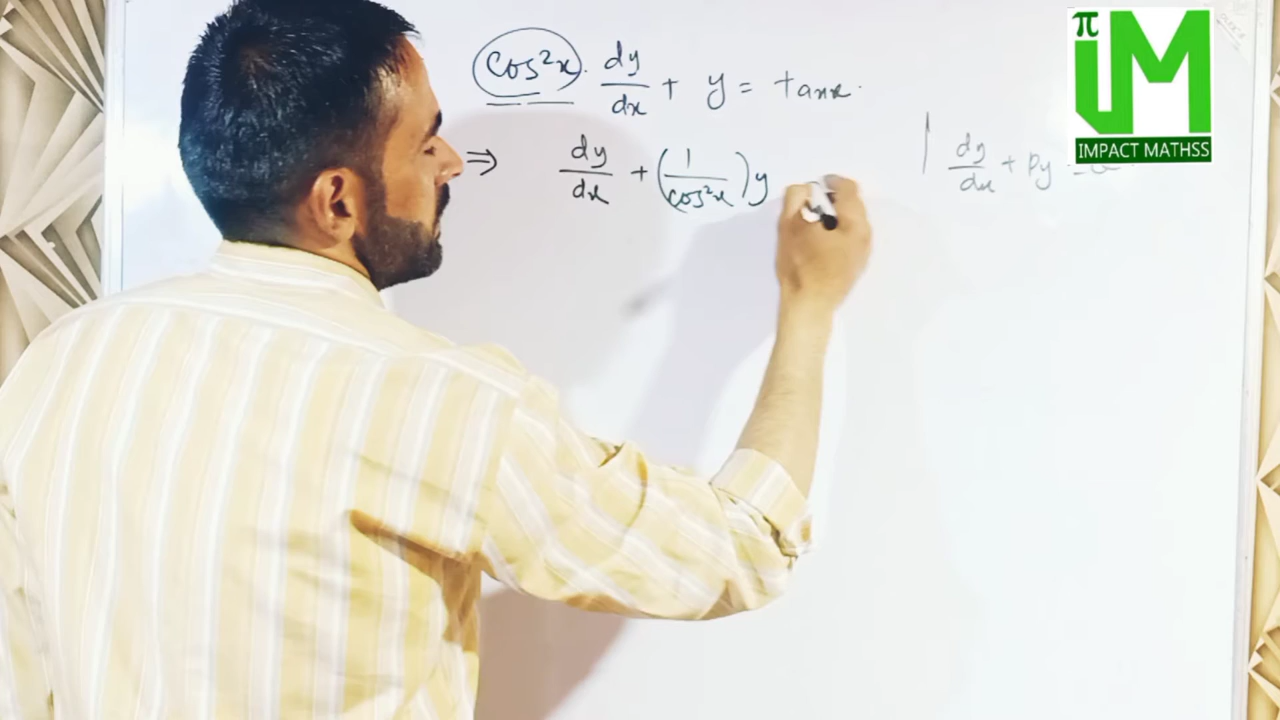 cos²x · dy/dx + y = tanx.
⇒ dy/dx + (1/cos²x) y
dy/dx + Py =
π
iM
IMPACT MATHSS